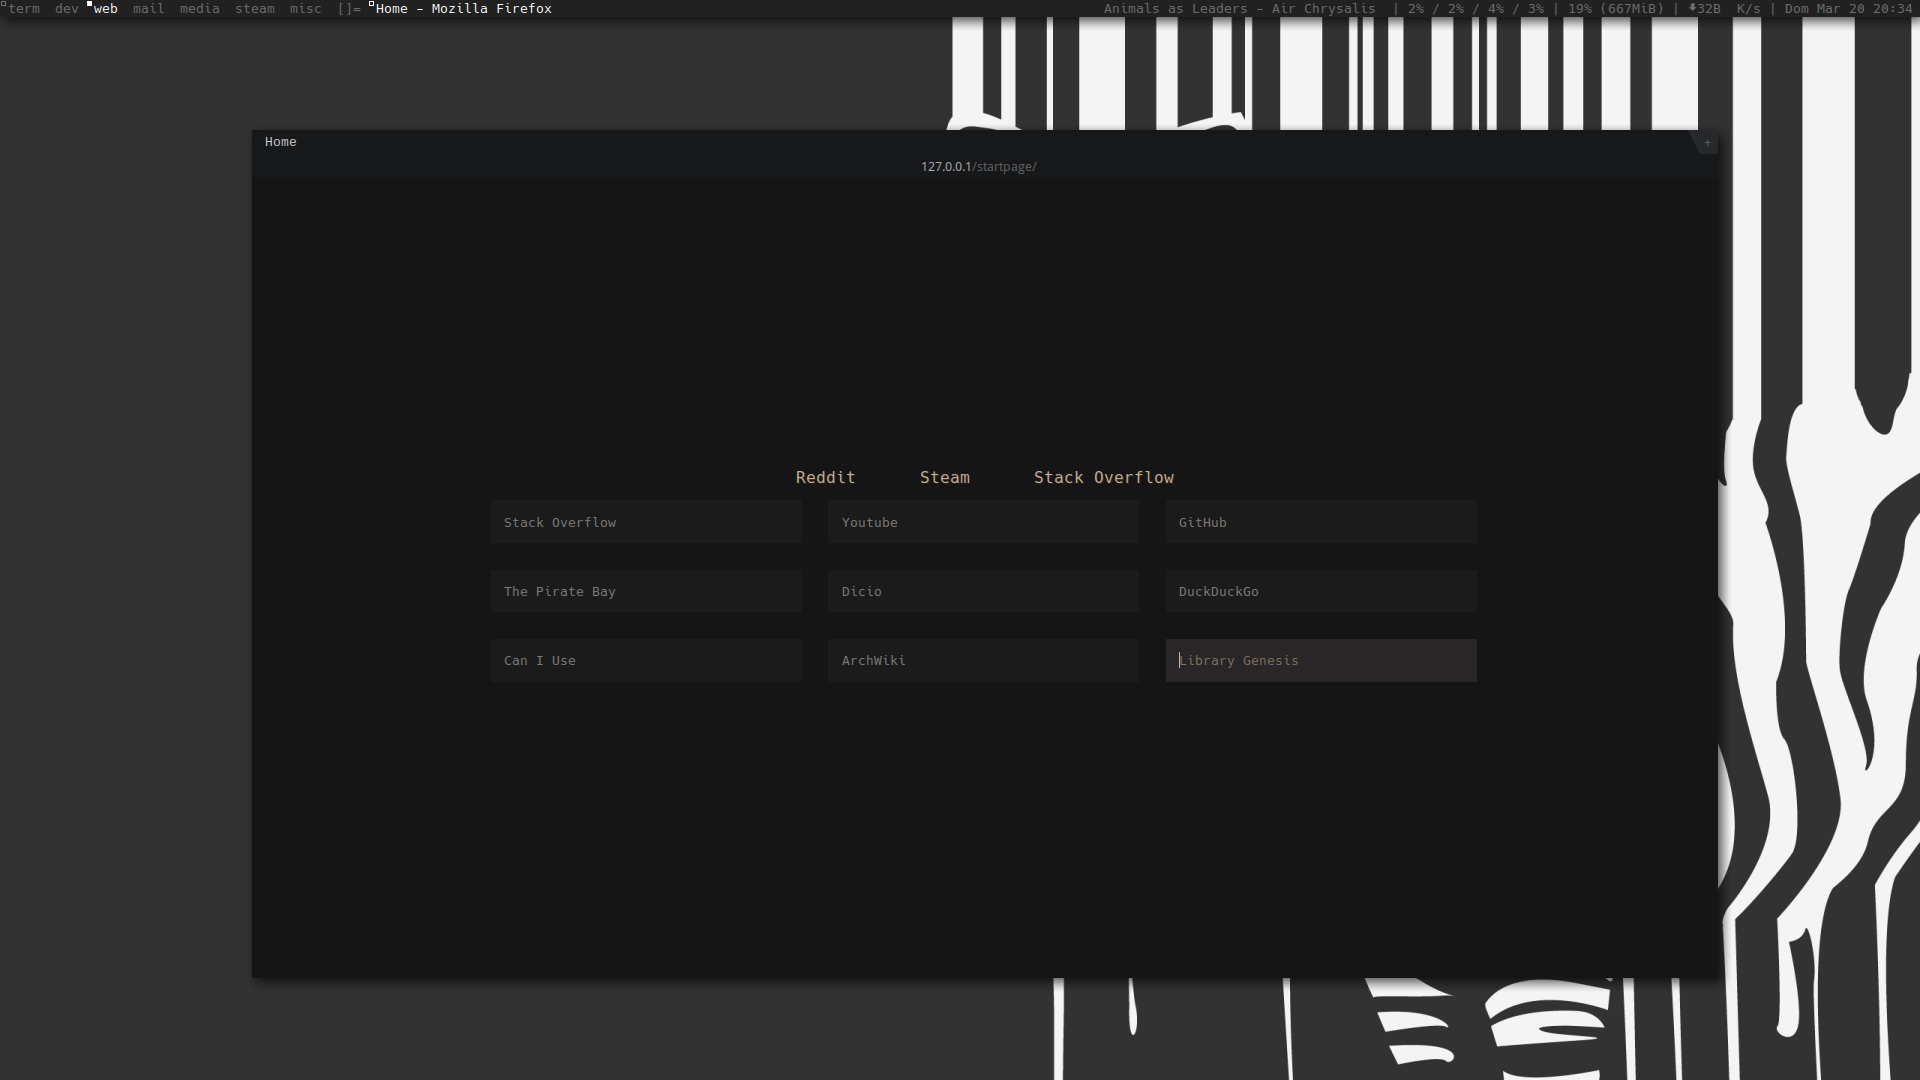 term dev web mail media steam misc []= Home - Mozilla Firefox Animals as Leaders - Air Chrysalis | 2% / 2% / 4% / 3% | 19% (667MiB) | 32B K/s | Dom Mar 20 20:34
Home +
127.0.0.1/startpage/
Reddit Steam Stack Overflow
Stack Overflow Youtube GitHub
The Pirate Bay Dicio DuckDuckGo
Can I Use ArchWiki Library Genesis